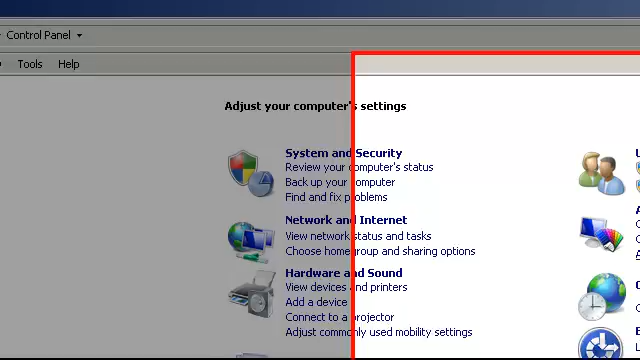 Control Panel
Tools Help
Adjust your computer's settings
System and Security
Review your computer's status
Back up your computer
Find and fix problems
Network and Internet
View network status and tasks
Choose homegroup and sharing options
Hardware and Sound
View devices and printers
Add a device
Connect to a projector
Adjust commonly used mobility settings